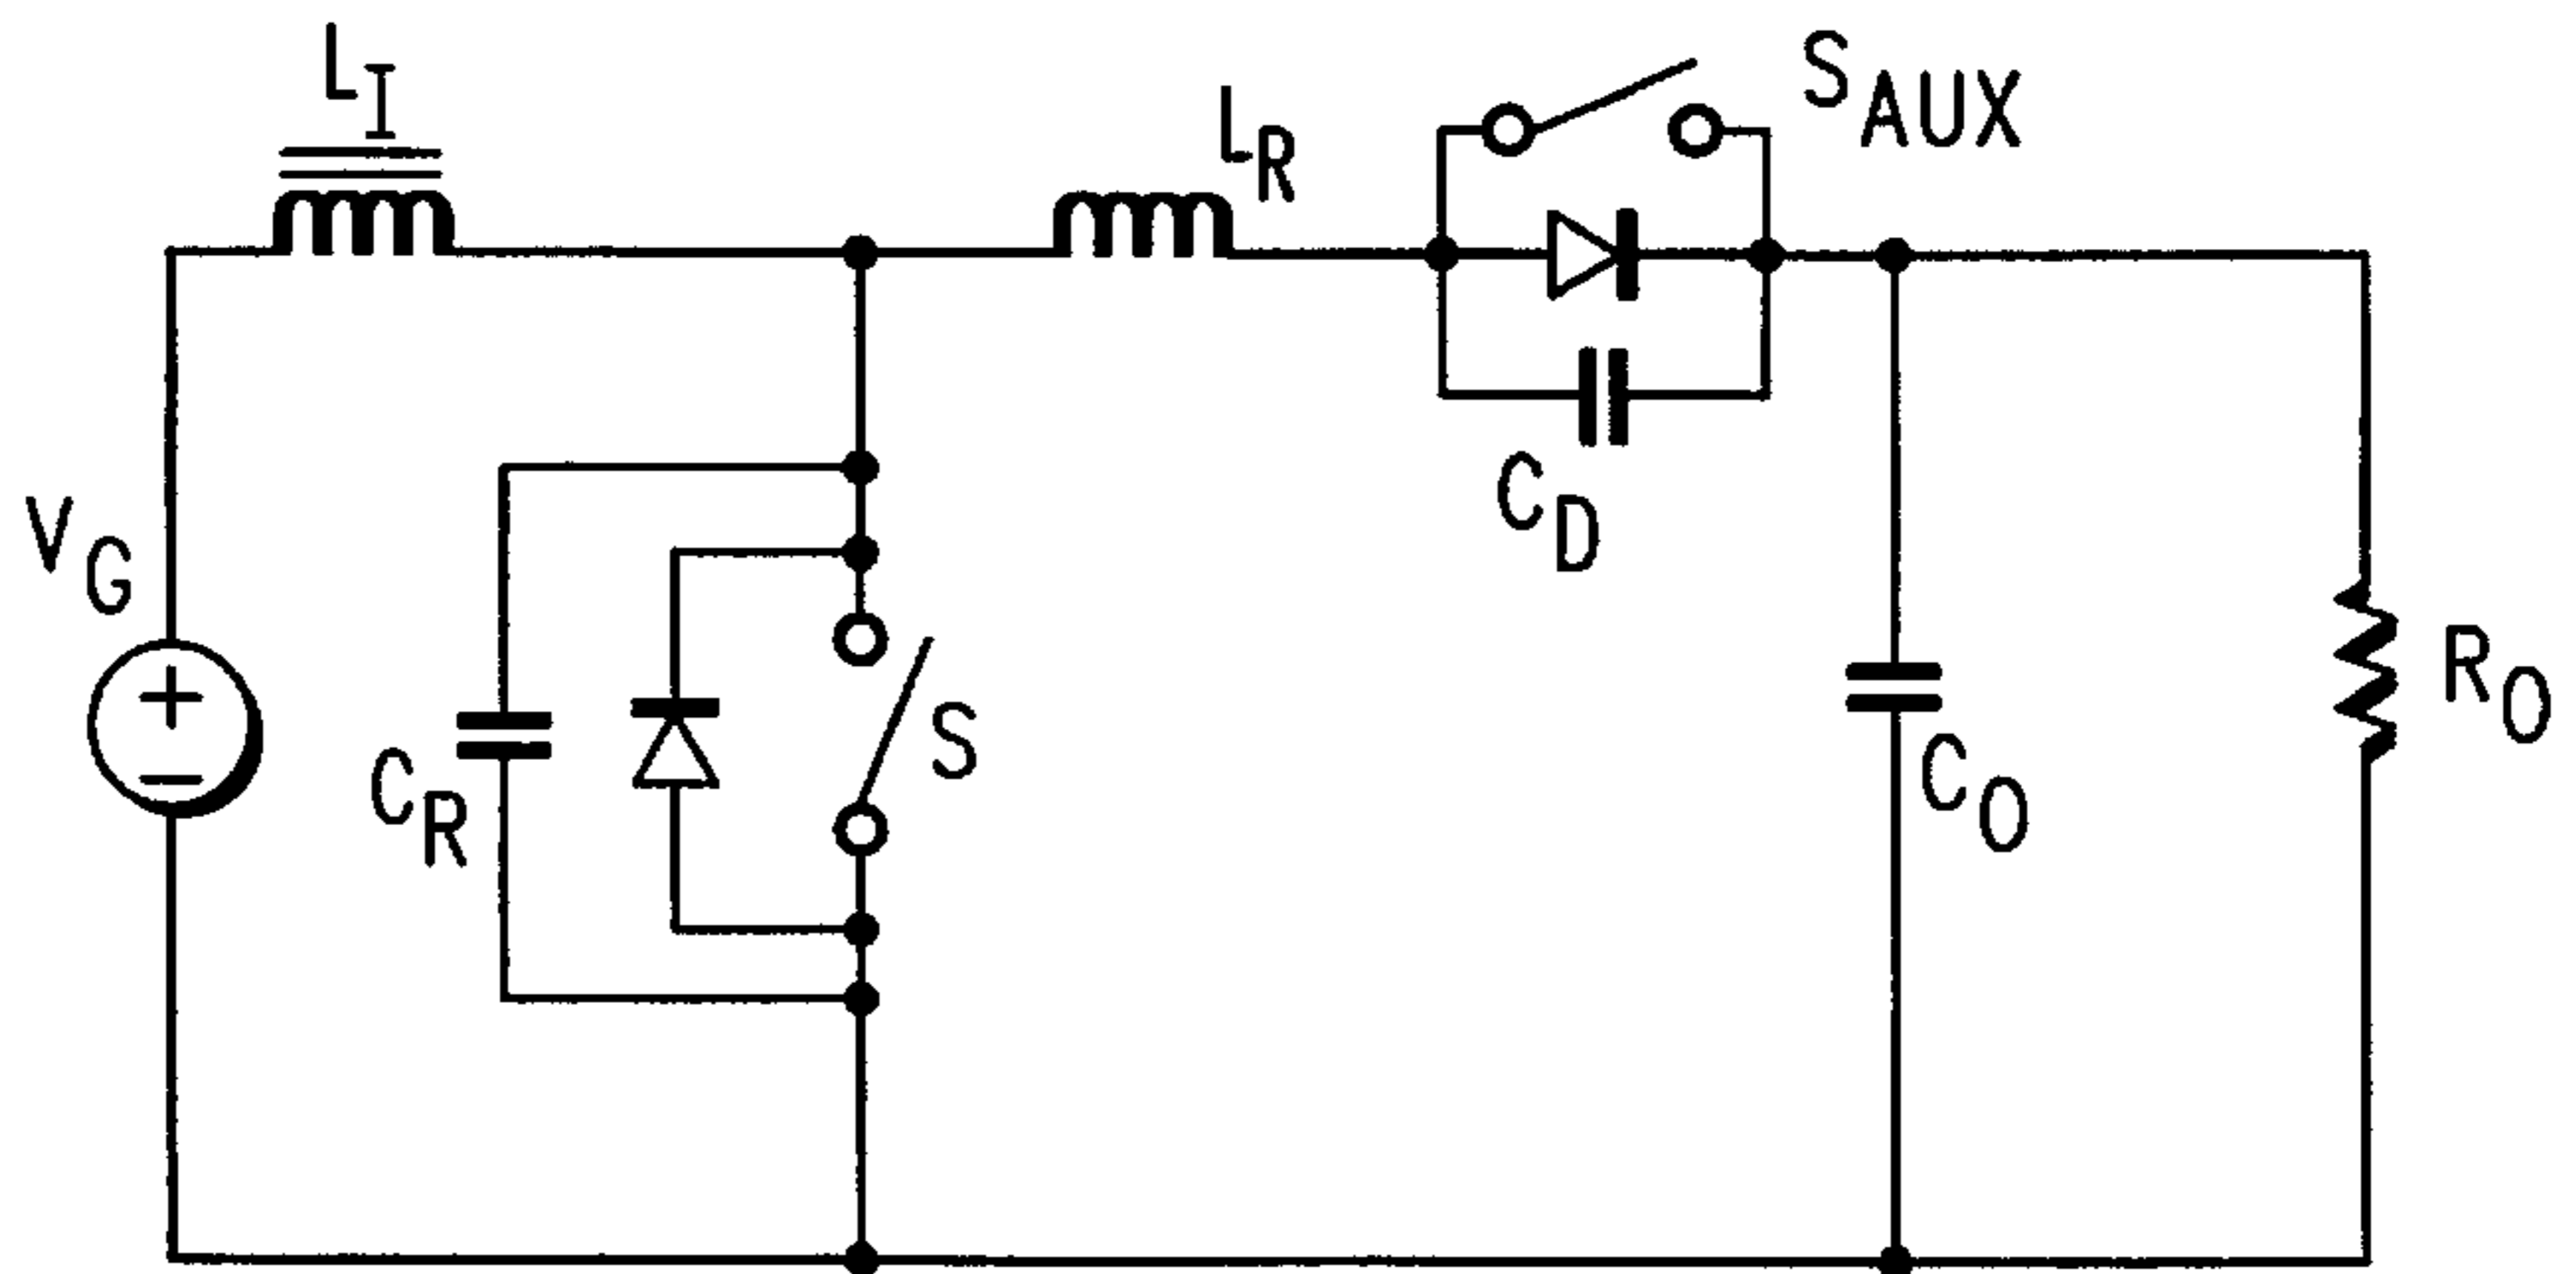 L_I
L_R
S_AUX
C_D
V_G
C_R
S
C_O
R_O
+
−